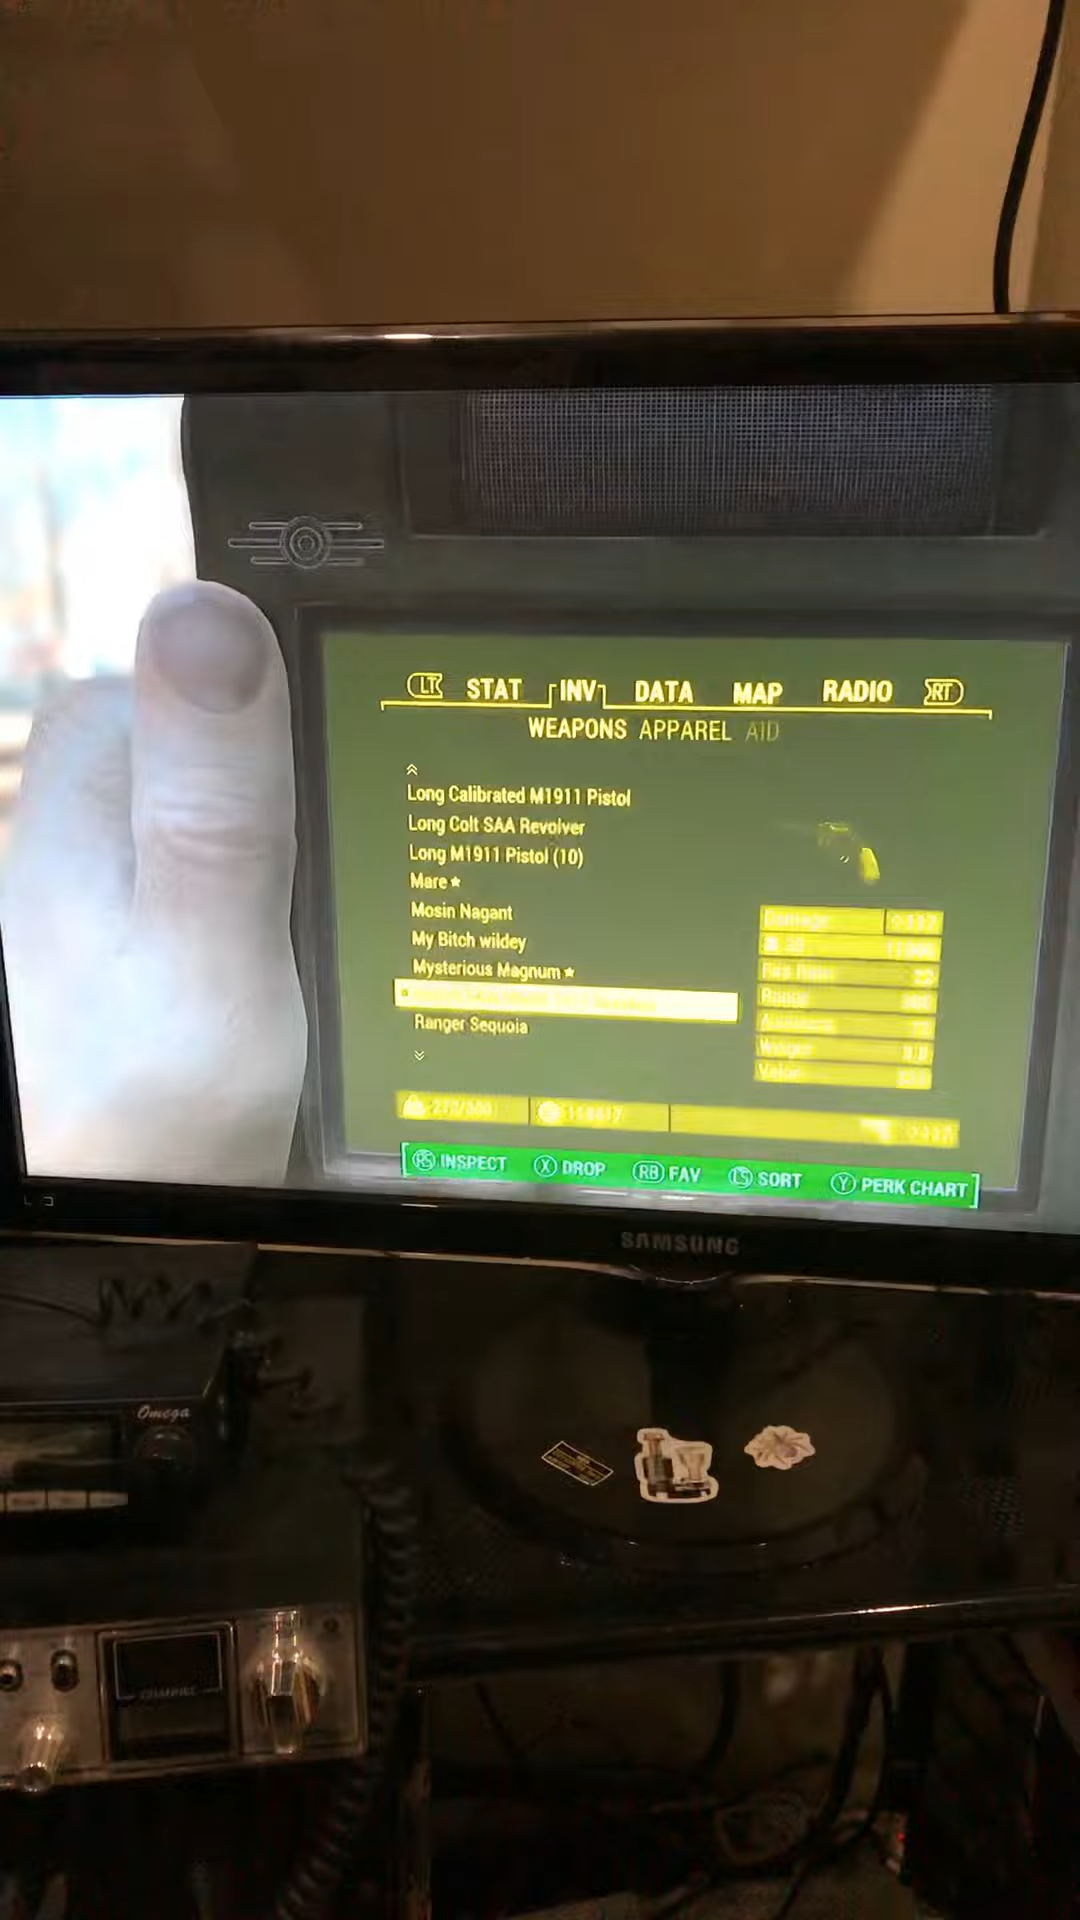 LT STAT INV DATA MAP RADIO RT
WEAPONS APPAREL AID
Long Calibrated M1911 Pistol
Long Colt SAA Revolver
Long M1911 Pistol (10)
Mare
Mosin Nagant
My Bitch wildey
Mysterious Magnum
Ranger Sequoia
Damage
Fire Rate
Range
Weight
Value
RS INSPECT X DROP RB FAV LS SORT Y PERK CHART
SAMSUNG
Omega